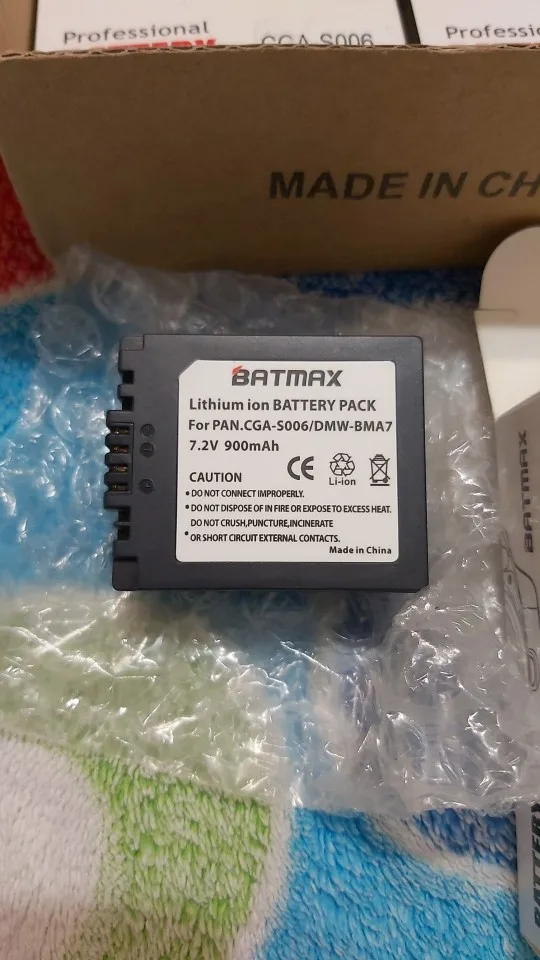 Professional
Professional
BATTERY
CGA-S006
MADE IN CH
BATMAX
Lithium ion BATTERY PACK
For PAN.CGA-S006/DMW-BMA7
7.2V 900mAh
CE
Li-ion
CAUTION
• DO NOT CONNECT IMPROPERLY.
• DO NOT DISPOSE OF IN FIRE OR EXPOSE TO EXCESS HEAT.
DO NOT CRUSH,PUNCTURE,INCINERATE
• OR SHORT CIRCUIT EXTERNAL CONTACTS.
Made in China
BATMAX
BATTERY